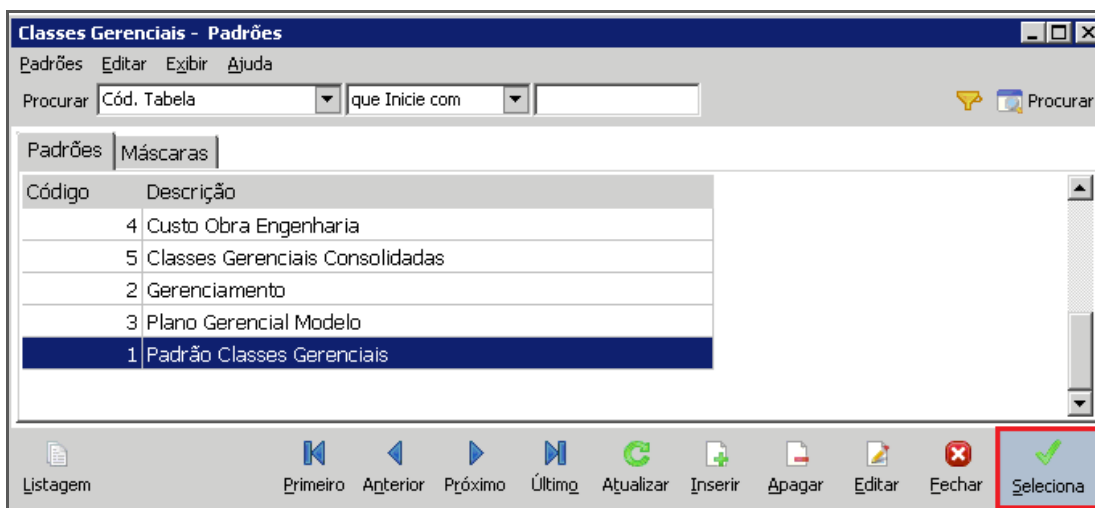 Classes Gerenciais - Padrões
Padrões Editar Exibir Ajuda
Procurar Cód. Tabela que Inicie com Procurar
Padrões Máscaras
Código Descrição
4 Custo Obra Engenharia
5 Classes Gerenciais Consolidadas
2 Gerenciamento
3 Plano Gerencial Modelo
1 Padrão Classes Gerenciais
Listagem Primeiro Anterior Próximo Último Atualizar Inserir Apagar Editar Fechar Seleciona